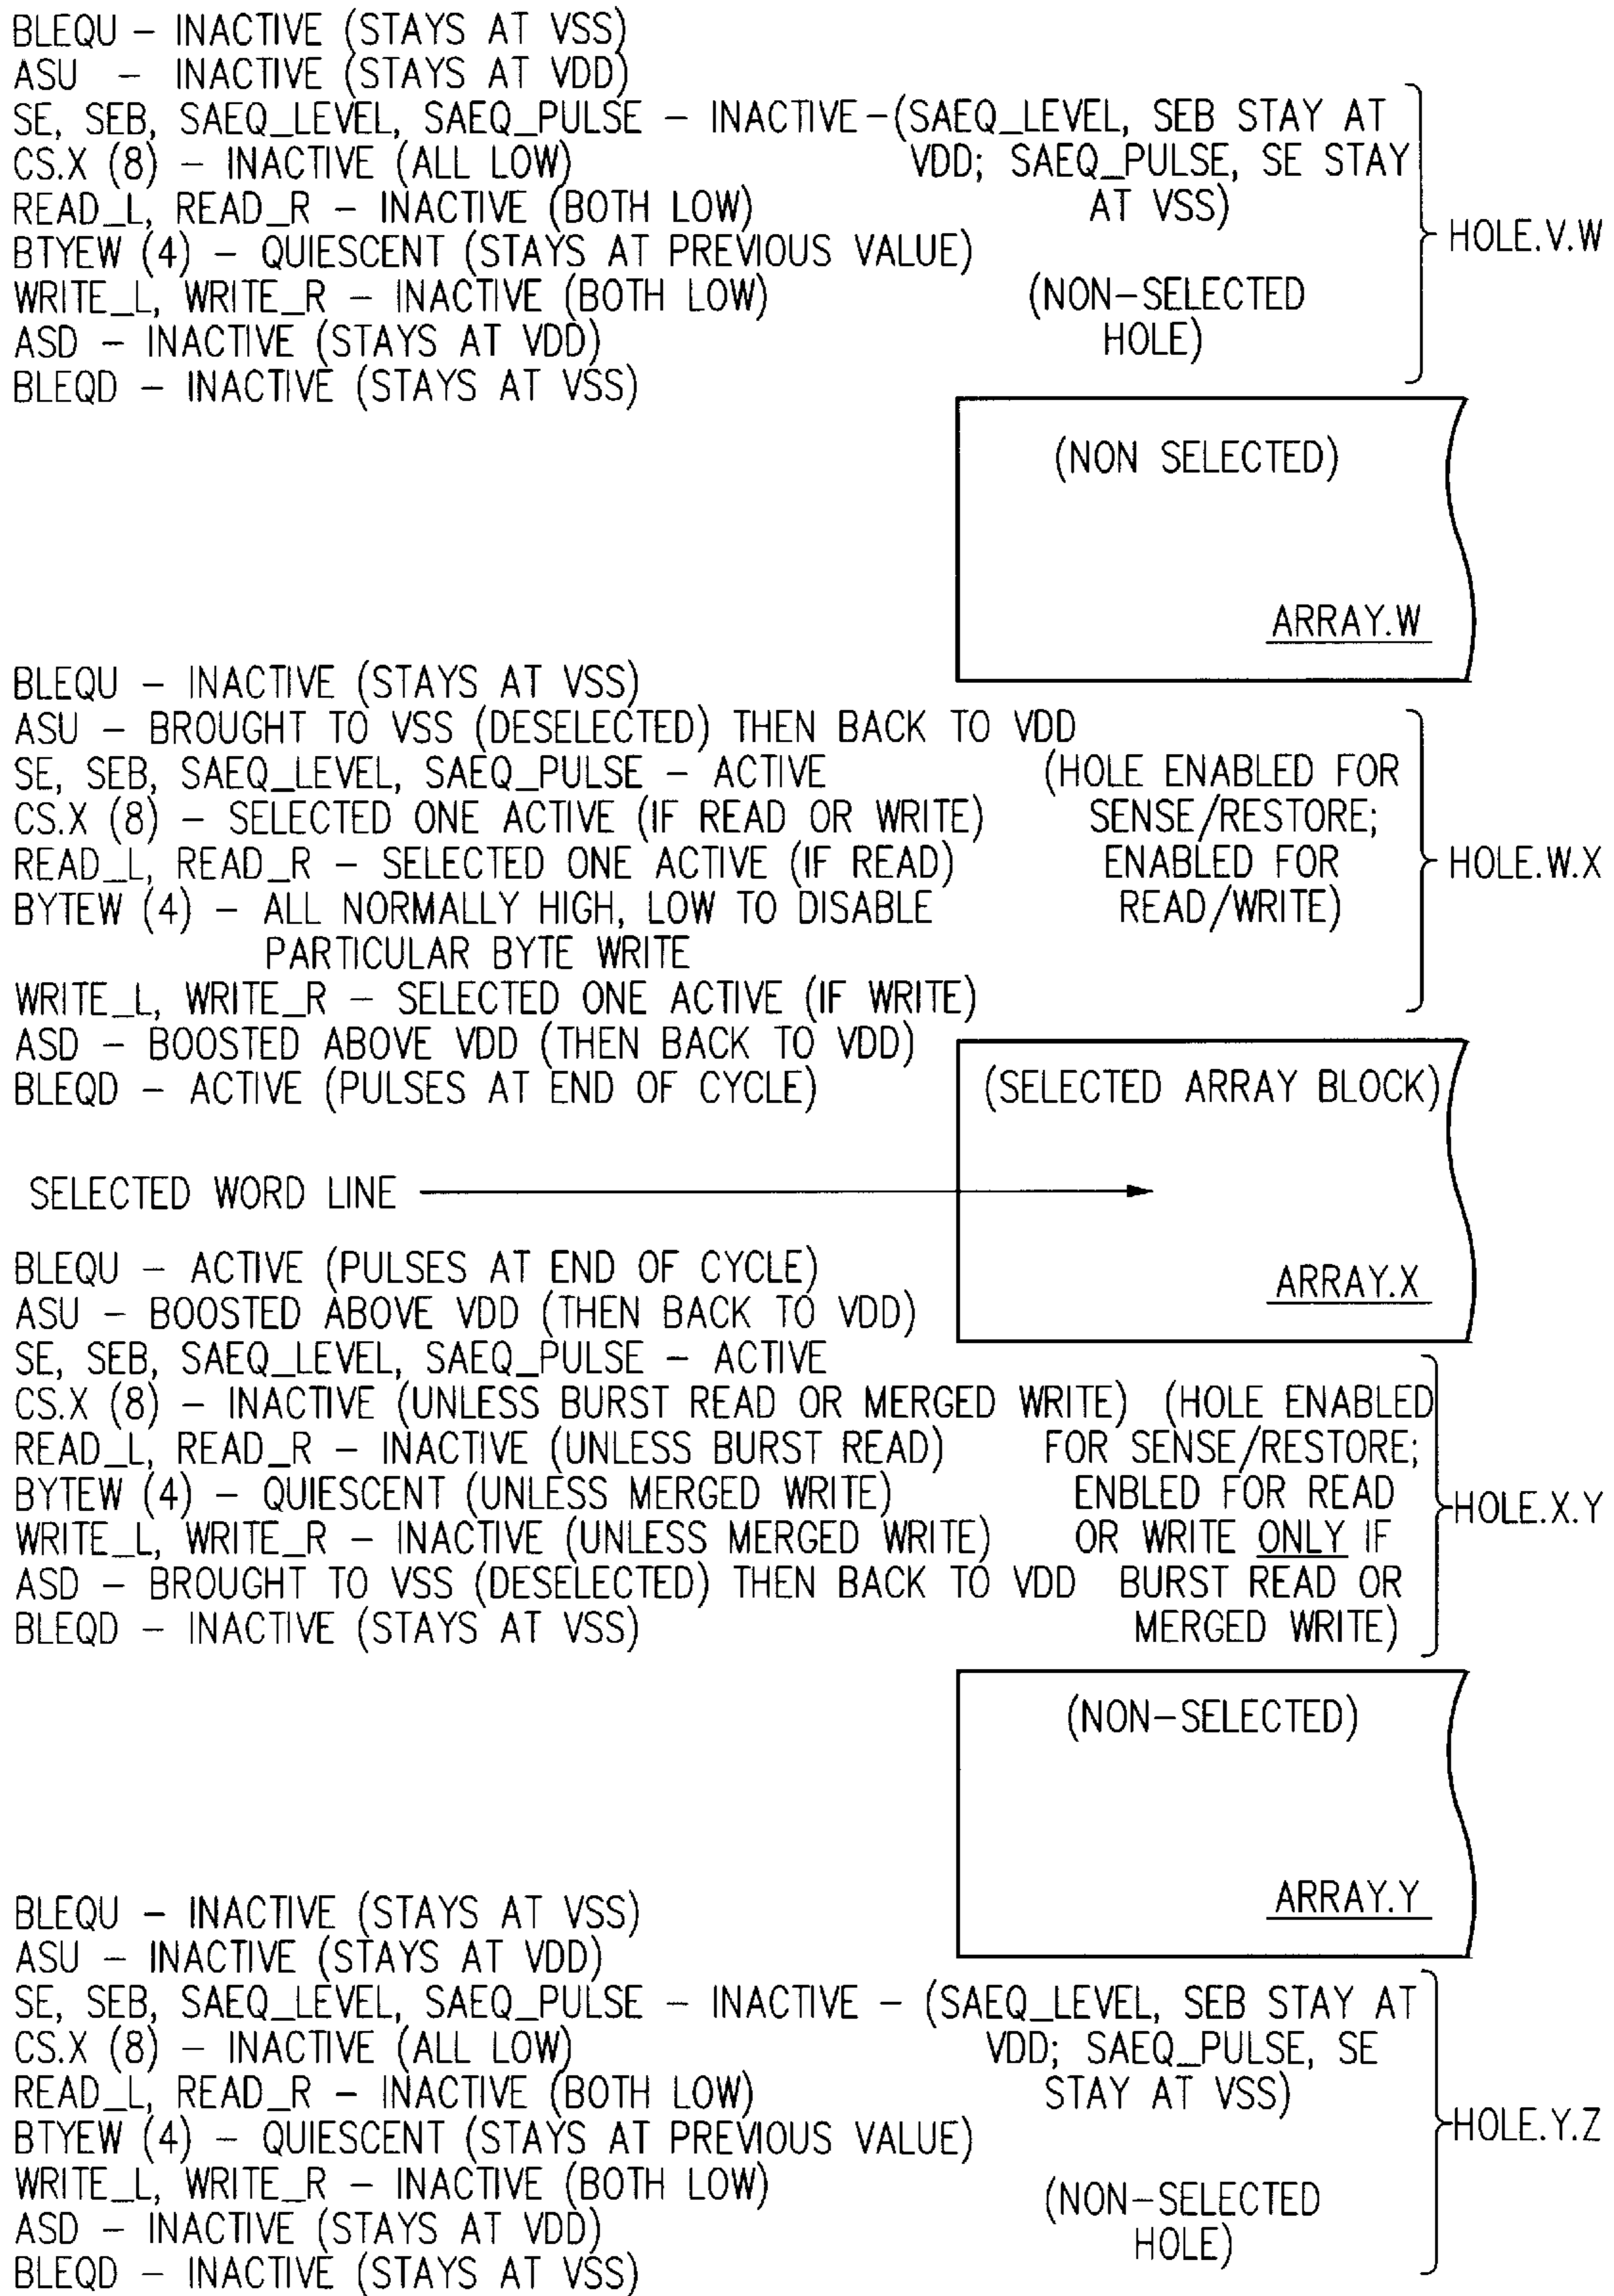 BLEQU – INACTIVE (STAYS AT VSS)
ASU – INACTIVE (STAYS AT VDD)
SE, SEB, SAEQ_LEVEL, SAEQ_PULSE – INACTIVE–(SAEQ_LEVEL, SEB STAY AT
CS.X (8) – INACTIVE (ALL LOW) VDD; SAEQ_PULSE, SE STAY
READ_L, READ_R – INACTIVE (BOTH LOW) AT VSS)
HOLE.V.W
BTYEW (4) – QUIESCENT (STAYS AT PREVIOUS VALUE)
WRITE_L, WRITE_R – INACTIVE (BOTH LOW) (NON-SELECTED
ASD – INACTIVE (STAYS AT VDD) HOLE)
BLEQD – INACTIVE (STAYS AT VSS)
(NON SELECTED)
ARRAY.W
BLEQU – INACTIVE (STAYS AT VSS)
ASU – BROUGHT TO VSS (DESELECTED) THEN BACK TO VDD
SE, SEB, SAEQ_LEVEL, SAEQ_PULSE – ACTIVE (HOLE ENABLED FOR
CS.X (8) – SELECTED ONE ACTIVE (IF READ OR WRITE) SENSE/RESTORE;
READ_L, READ_R – SELECTED ONE ACTIVE (IF READ) ENABLED FOR HOLE.W.X
BYTEW (4) – ALL NORMALLY HIGH, LOW TO DISABLE READ/WRITE)
PARTICULAR BYTE WRITE
WRITE_L, WRITE_R – SELECTED ONE ACTIVE (IF WRITE)
ASD – BOOSTED ABOVE VDD (THEN BACK TO VDD)
BLEQD – ACTIVE (PULSES AT END OF CYCLE) (SELECTED ARRAY BLOCK)
SELECTED WORD LINE
BLEQU – ACTIVE (PULSES AT END OF CYCLE)
ARRAY.X
ASU – BOOSTED ABOVE VDD (THEN BACK TO VDD)
SE, SEB, SAEQ_LEVEL, SAEQ_PULSE – ACTIVE
CS.X (8) – INACTIVE (UNLESS BURST READ OR MERGED WRITE) (HOLE ENABLED
READ_L, READ_R – INACTIVE (UNLESS BURST READ) FOR SENSE/RESTORE;
BYTEW (4) – QUIESCENT (UNLESS MERGED WRITE) ENBLED FOR READ HOLE.X.Y
WRITE_L, WRITE_R – INACTIVE (UNLESS MERGED WRITE) OR WRITE ONLY IF
ASD – BROUGHT TO VSS (DESELECTED) THEN BACK TO VDD BURST READ OR
BLEQD – INACTIVE (STAYS AT VSS) MERGED WRITE)
(NON-SELECTED)
ARRAY.Y
BLEQU – INACTIVE (STAYS AT VSS)
ASU – INACTIVE (STAYS AT VDD)
SE, SEB, SAEQ_LEVEL, SAEQ_PULSE – INACTIVE – (SAEQ_LEVEL, SEB STAY AT
CS.X (8) – INACTIVE (ALL LOW) VDD; SAEQ_PULSE, SE
READ_L, READ_R – INACTIVE (BOTH LOW) STAY AT VSS)
HOLE.Y.Z
BTYEW (4) – QUIESCENT (STAYS AT PREVIOUS VALUE)
WRITE_L, WRITE_R – INACTIVE (BOTH LOW) (NON-SELECTED
ASD – INACTIVE (STAYS AT VDD) HOLE)
BLEQD – INACTIVE (STAYS AT VSS)